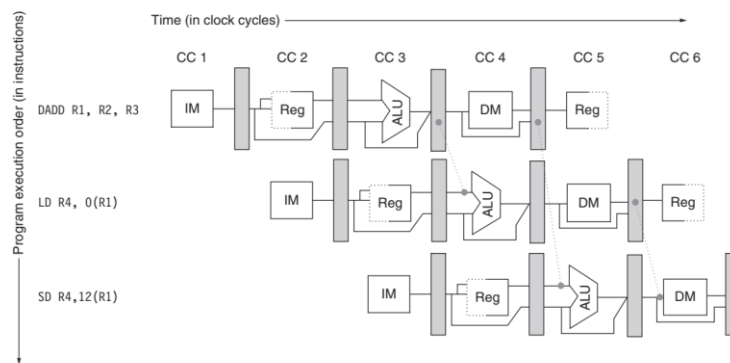 Time (in clock cycles)
CC 1 CC 2 CC 3 CC 4 CC 5 CC 6
Program execution order (in instructions)
DADD R1, R2, R3
IM Reg ALU DM Reg
LD R4, 0(R1)
IM Reg ALU DM Reg
SD R4,12(R1)
IM Reg ALU DM